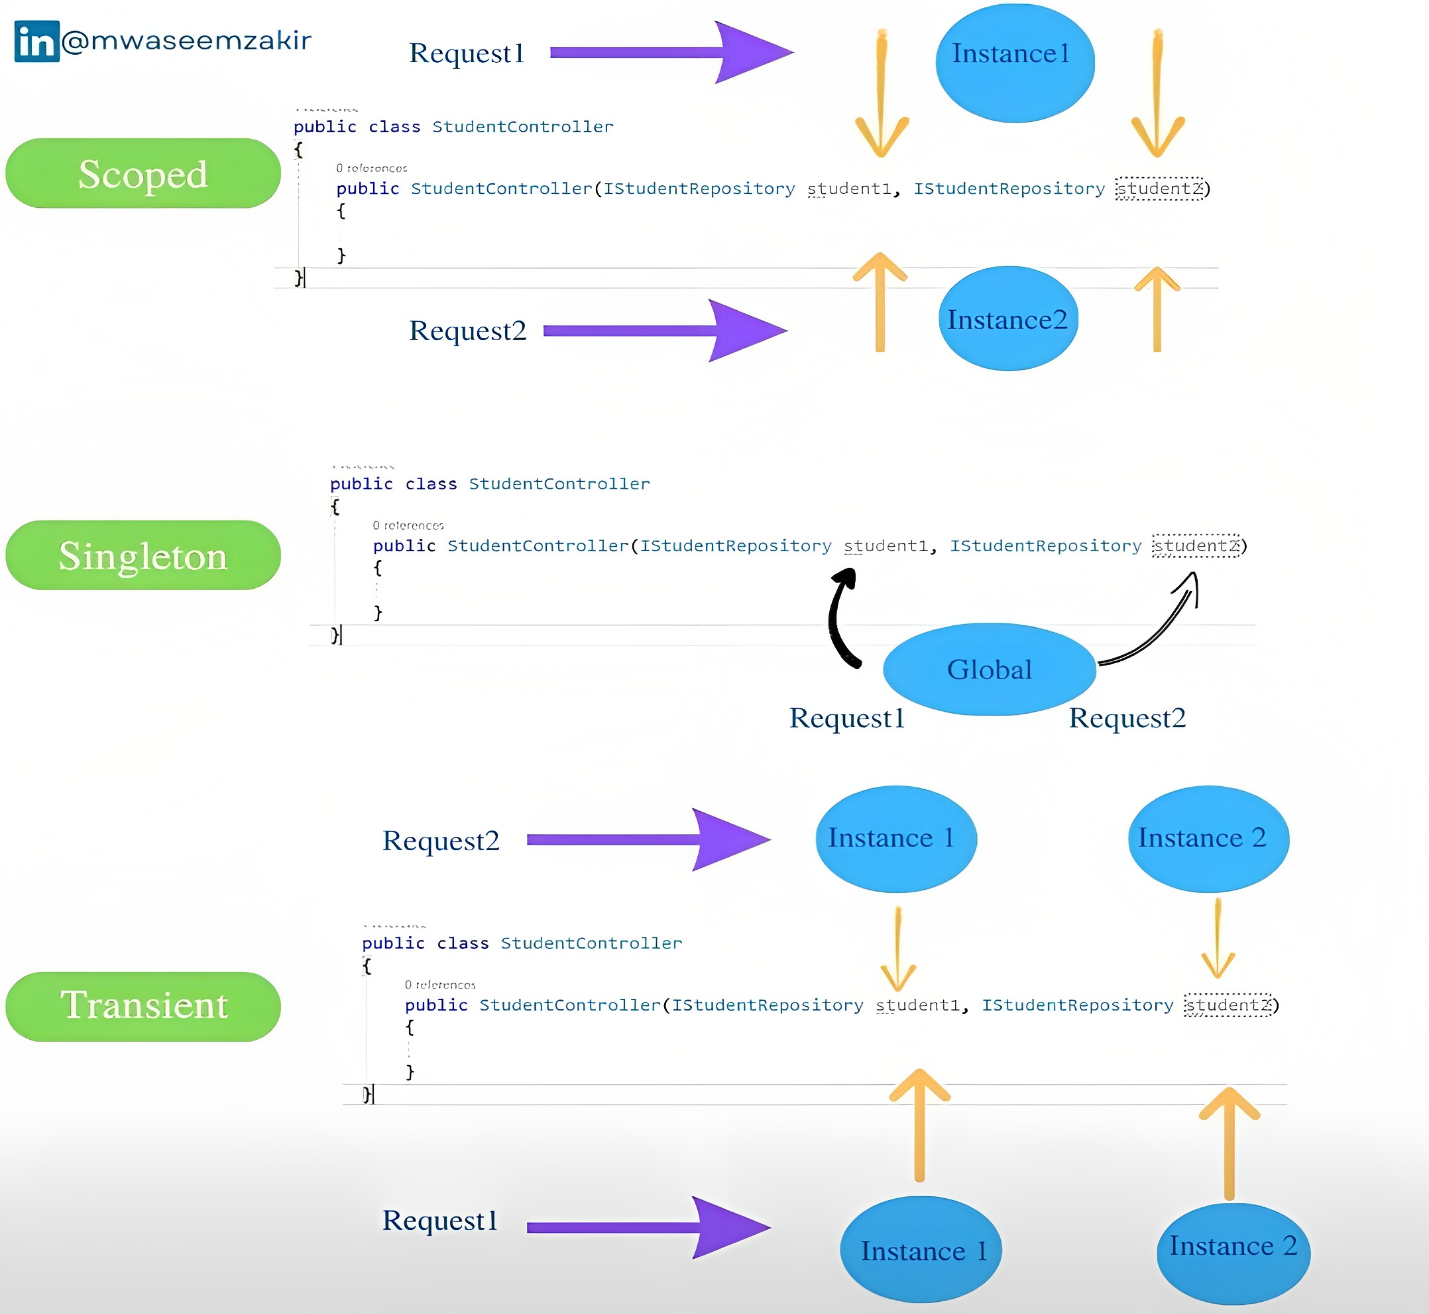 in @mwaseemzakir
Request1
Instance1
public class StudentController
{
Scoped
0 references
public StudentController(IStudentRepository student1, IStudentRepository student2)
{
}
}
Request2
Instance2
public class StudentController
{
Singleton
0 references
public StudentController(IStudentRepository student1, IStudentRepository student2)
{
}
}
Global
Request1
Request2
Request2
Instance 1
Instance 2
public class StudentController
{
Transient
0 references
public StudentController(IStudentRepository student1, IStudentRepository student2)
{
}
}
Request1
Instance 1
Instance 2